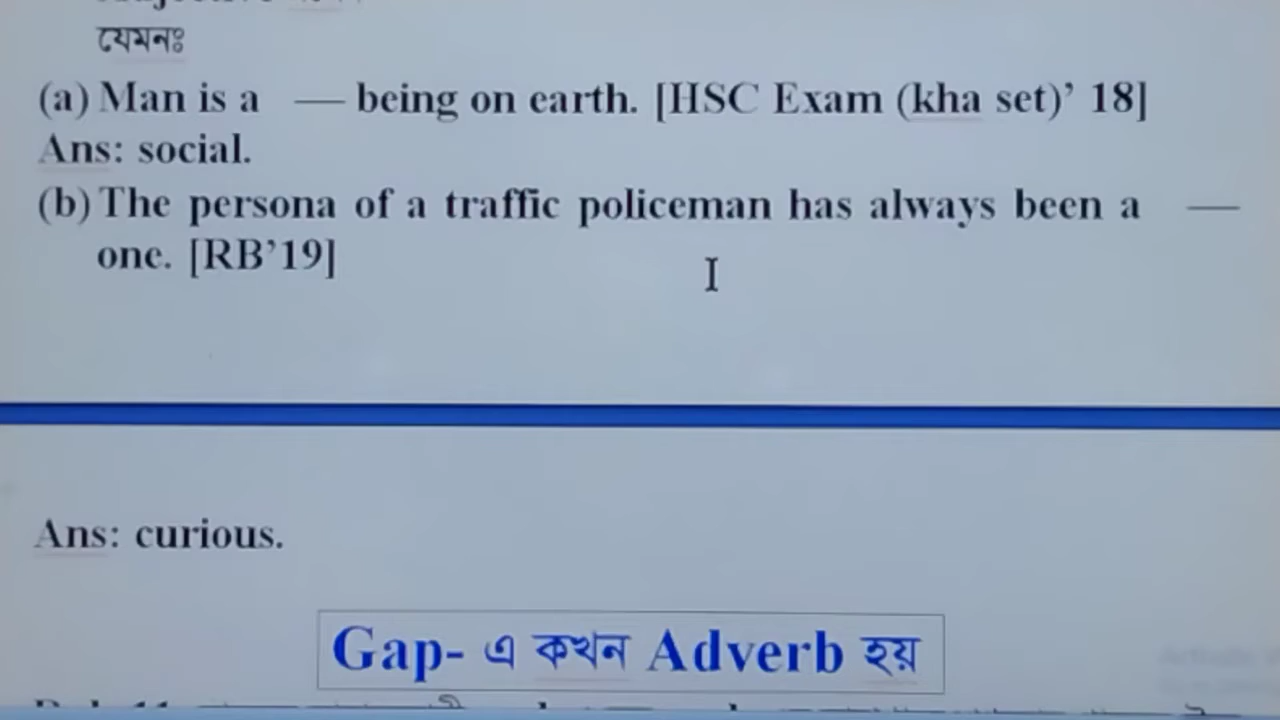 যেমনঃ
(a) Man is a — being on earth. [HSC Exam (kha set)’ 18]
Ans: social.
(b) The persona of a traffic policeman has always been a —
one. [RB’19]
Ans: curious.
Gap- এ কখন Adverb হয়